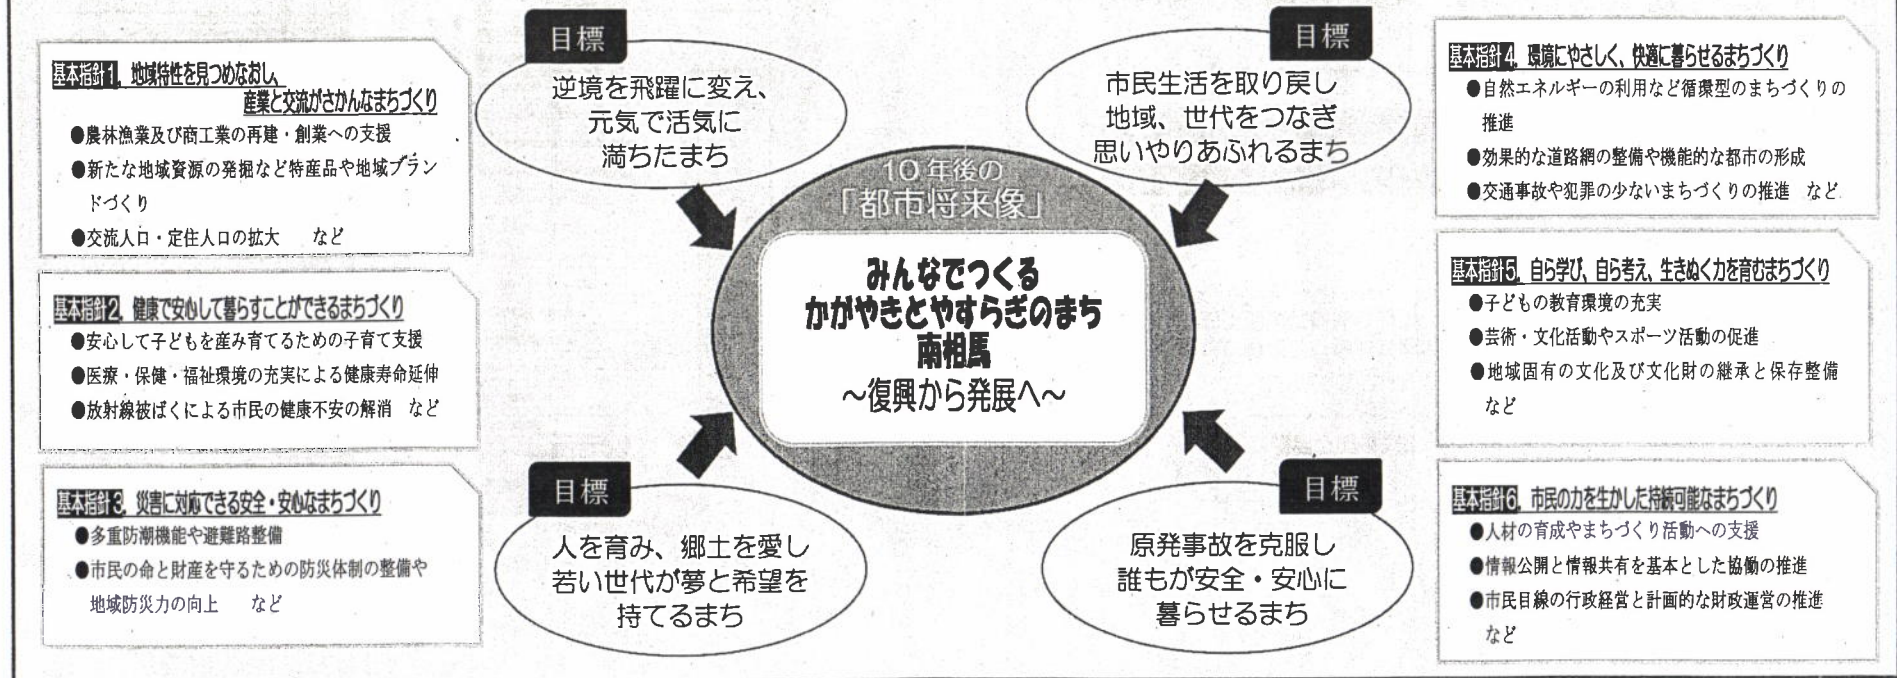 基本指針1. 地域特性を見つめなおし、
産業と交流がさかんなまちづくり
●農林漁業及び商工業の再建・創業への支援
●新たな地域資源の発掘など特産品や地域ブラン
ドづくり
●交流人口・定住人口の拡大　など
基本指針2. 健康で安心して暮らすことができるまちづくり
●安心して子どもを産み育てるための子育て支援
●医療・保健・福祉環境の充実による健康寿命延伸
●放射線被ばくによる市民の健康不安の解消　など
基本指針3. 災害に対応できる安全・安心なまちづくり
●多重防潮機能や避難路整備
●市民の命と財産を守るための防災体制の整備や
地域防災力の向上　など
目標
逆境を飛躍に変え、
元気で活気に
満ちたまち
目標
市民生活を取り戻し
地域、世代をつなぎ
思いやりあふれるまち
10年後の
「都市将来像」
みんなでつくる
かがやきとやすらぎのまち
南相馬
～復興から発展へ～
目標
人を育み、郷土を愛し
若い世代が夢と希望を
持てるまち
目標
原発事故を克服し
誰もが安全・安心に
暮らせるまち
基本指針4. 環境にやさしく、快適に暮らせるまちづくり
●自然エネルギーの利用など循環型のまちづくりの
推進
●効果的な道路網の整備や機能的な都市の形成
●交通事故や犯罪の少ないまちづくりの推進　など
基本指針5. 自ら学び、自ら考え、生きぬく力を育むまちづくり
●子どもの教育環境の充実
●芸術・文化活動やスポーツ活動の促進
●地域固有の文化及び文化財の継承と保存整備
など
基本指針6. 市民の力を生かした持続可能なまちづくり
●人材の育成やまちづくり活動への支援
●情報公開と情報共有を基本とした協働の推進
●市民目線の行政経営と計画的な財政運営の推進
など